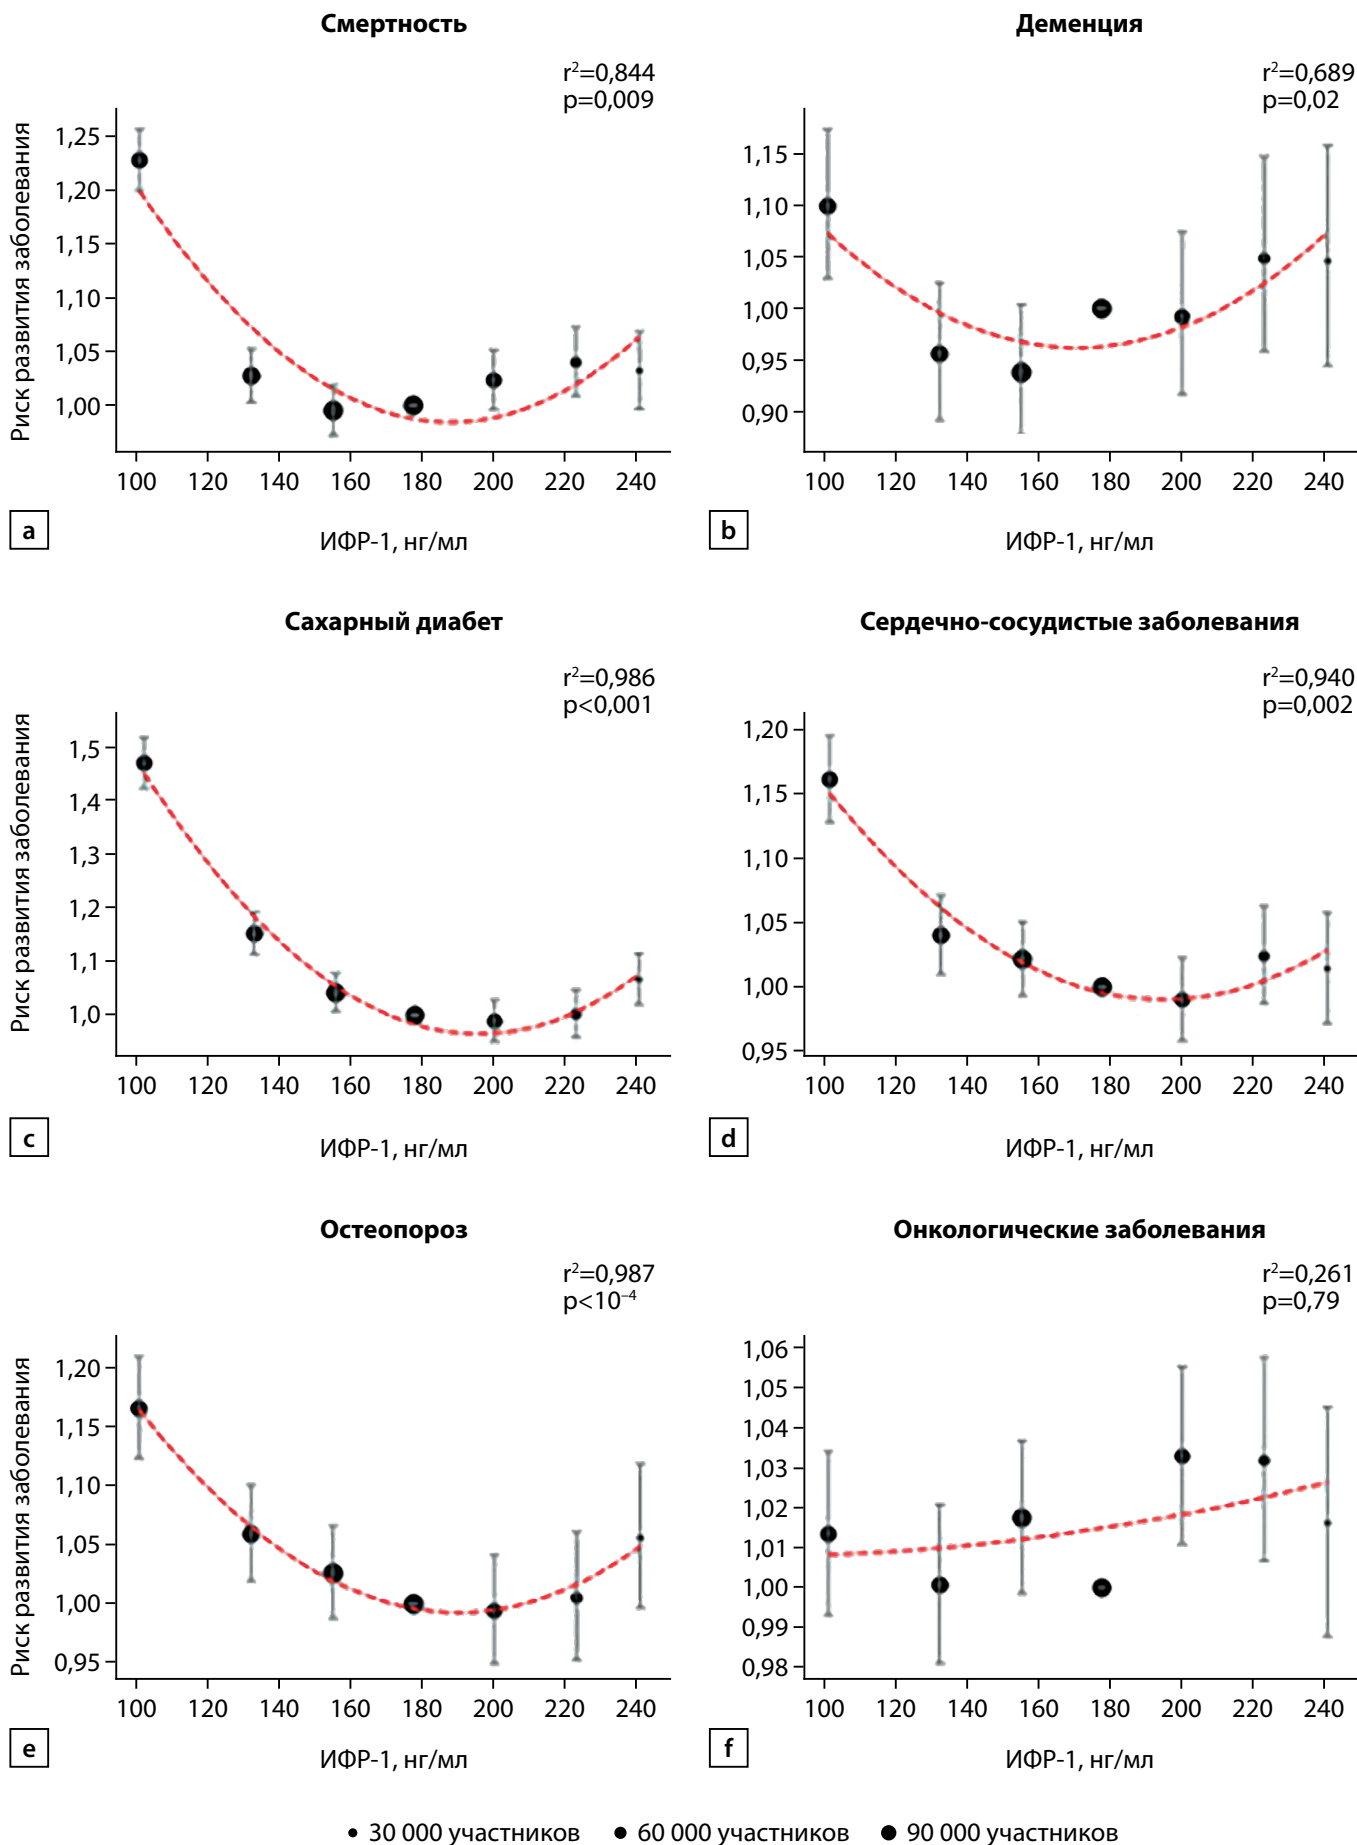 Смертность
r²=0,844
p=0,009
Риск развития заболевания
1,25
1,20
1,15
1,10
1,05
1,00
100 120 140 160 180 200 220 240
a
ИФР-1, нг/мл
Деменция
r²=0,689
p=0,02
1,15
1,10
1,05
1,00
0,95
0,90
100 120 140 160 180 200 220 240
b
ИФР-1, нг/мл
Сахарный диабет
r²=0,986
p<0,001
Риск развития заболевания
1,5
1,4
1,3
1,2
1,1
1,0
100 120 140 160 180 200 220 240
c
ИФР-1, нг/мл
Сердечно-сосудистые заболевания
r²=0,940
p=0,002
1,20
1,15
1,10
1,05
1,00
0,95
100 120 140 160 180 200 220 240
d
ИФР-1, нг/мл
Остеопороз
r²=0,987
p<10⁻⁴
Риск развития заболевания
1,20
1,15
1,10
1,05
1,00
0,95
100 120 140 160 180 200 220 240
e
ИФР-1, нг/мл
Онкологические заболевания
r²=0,261
p=0,79
1,06
1,05
1,04
1,03
1,02
1,01
1,00
0,99
0,98
100 120 140 160 180 200 220 240
f
ИФР-1, нг/мл
30 000 участников 60 000 участников 90 000 участников